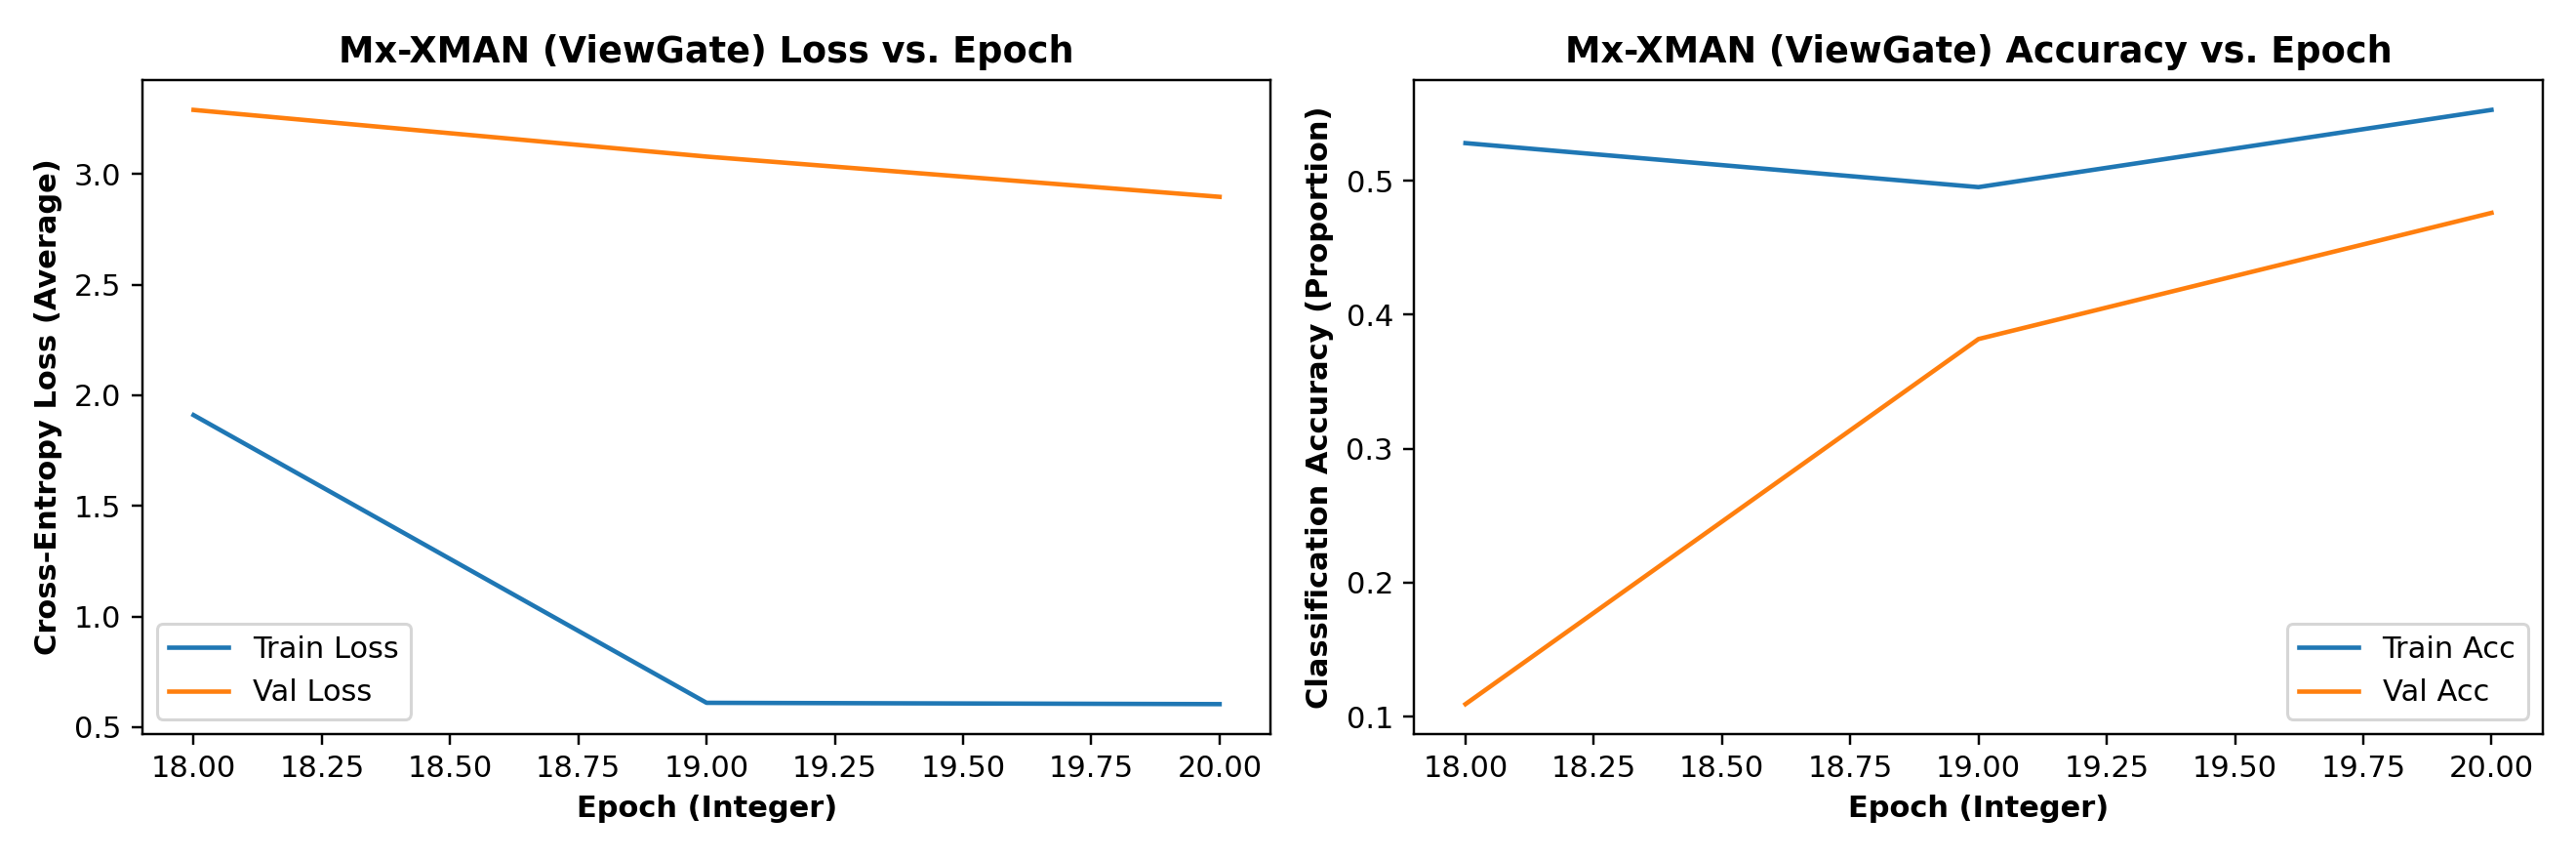 Mx-XMAN (ViewGate) Loss vs. Epoch
Cross-Entropy Loss (Average)
3.0
2.5
2.0
1.5
1.0
0.5
Train Loss
Val Loss
18.00 18.25 18.50 18.75 19.00 19.25 19.50 19.75 20.00
Epoch (Integer)
Mx-XMAN (ViewGate) Accuracy vs. Epoch
Classification Accuracy (Proportion)
0.5
0.4
0.3
0.2
0.1
Train Acc
Val Acc
18.00 18.25 18.50 18.75 19.00 19.25 19.50 19.75 20.00
Epoch (Integer)